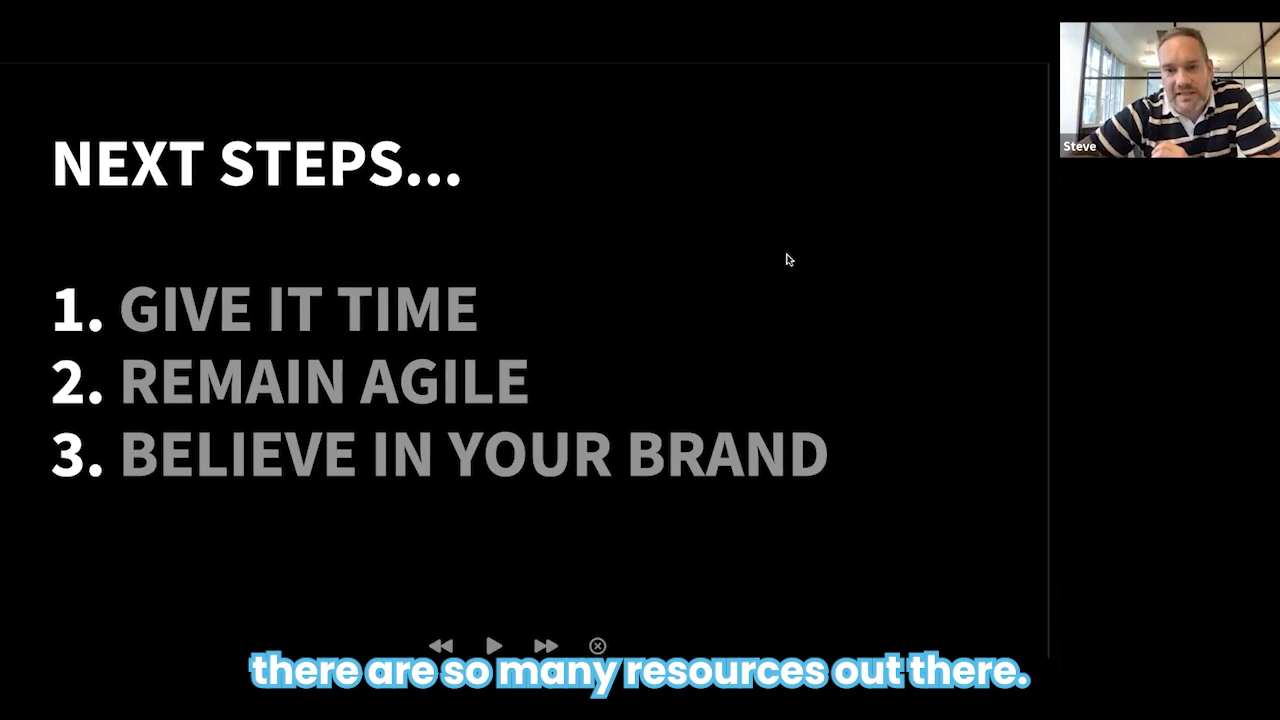 NEXT STEPS...
Steve
1. GIVE IT TIME
2. REMAIN AGILE
3. BELIEVE IN YOUR BRAND
there are so many resources out there.